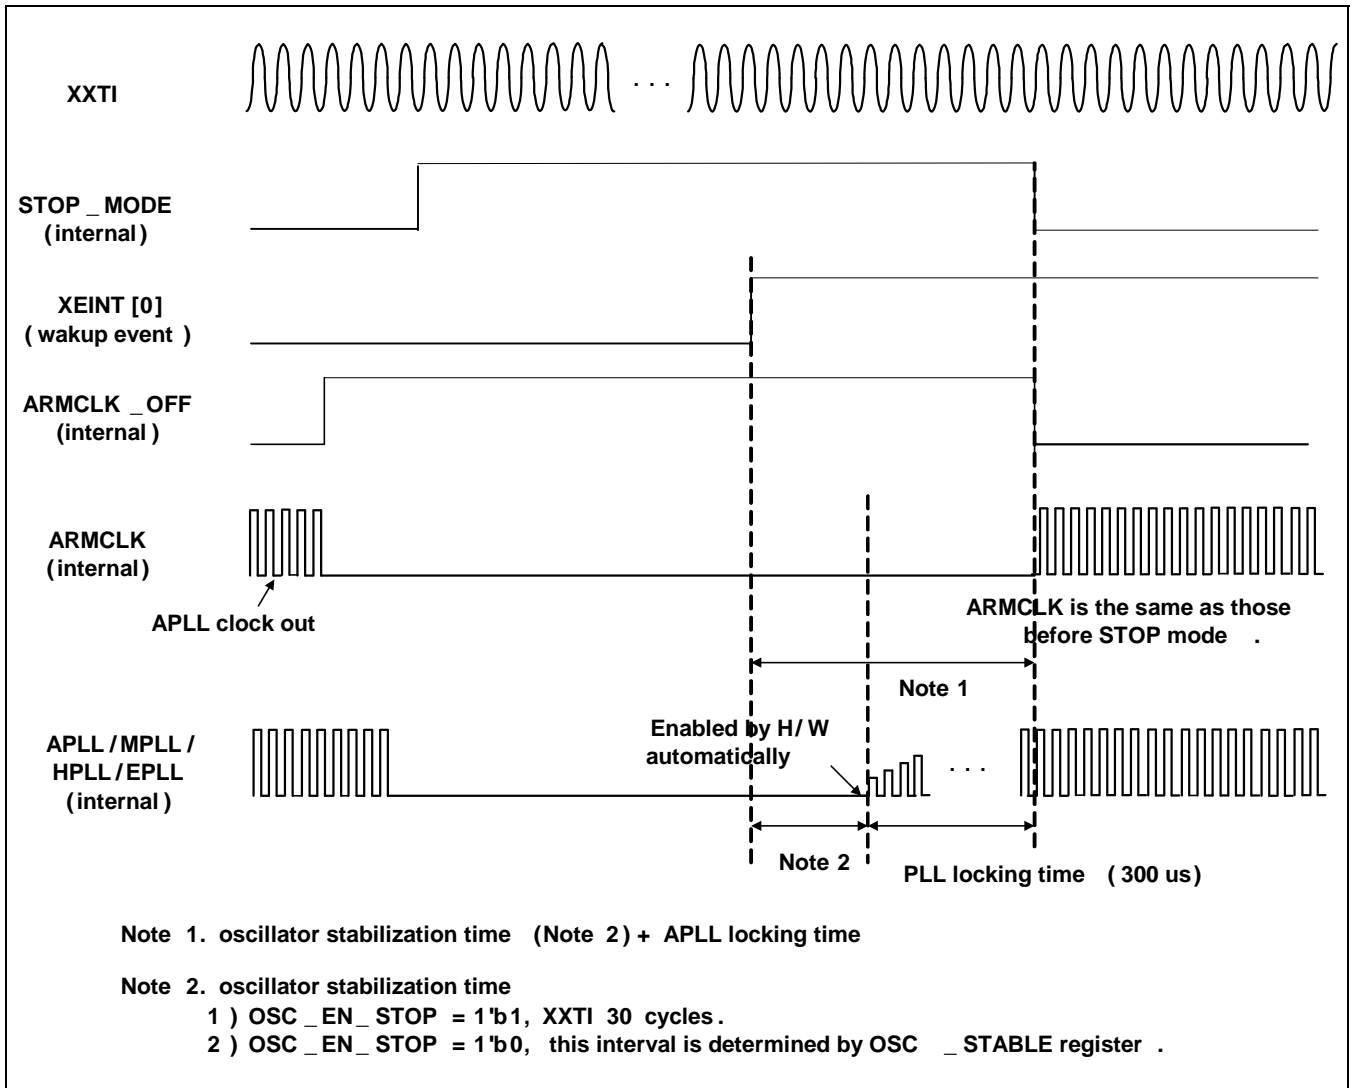 XXTI
. . .
STOP _ MODE
(internal)
XEINT [0]
( wakup event )
ARMCLK _ OFF
(internal )
ARMCLK
(internal)
APLL clock out
ARMCLK is the same as those
before STOP mode .
Note 1
Enabled by H/ W
automatically
APLL / MPLL /
HPLL / EPLL
(internal )
. . .
Note 2
PLL locking time ( 300 us)
Note 1. oscillator stabilization time (Note 2) + APLL locking time
Note 2. oscillator stabilization time
1 ) OSC _ EN _ STOP = 1'b1, XXTI 30 cycles .
2 ) OSC _ EN _ STOP = 1'b0, this interval is determined by OSC _ STABLE register .